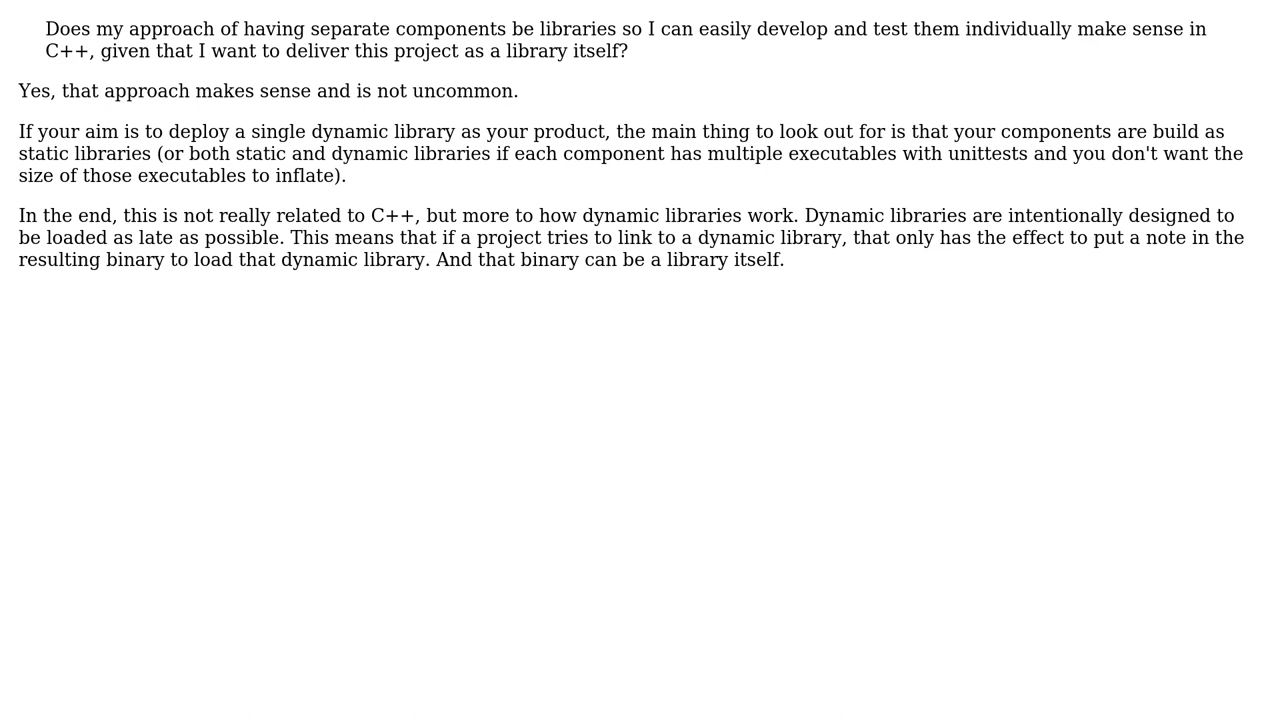 Does my approach of having separate components be libraries so I can easily develop and test them individually make sense in
C++, given that I want to deliver this project as a library itself?
Yes, that approach makes sense and is not uncommon.
If your aim is to deploy a single dynamic library as your product, the main thing to look out for is that your components are build as
static libraries (or both static and dynamic libraries if each component has multiple executables with unittests and you don't want the
size of those executables to inflate).
In the end, this is not really related to C++, but more to how dynamic libraries work. Dynamic libraries are intentionally designed to
be loaded as late as possible. This means that if a project tries to link to a dynamic library, that only has the effect to put a note in the
resulting binary to load that dynamic library. And that binary can be a library itself.